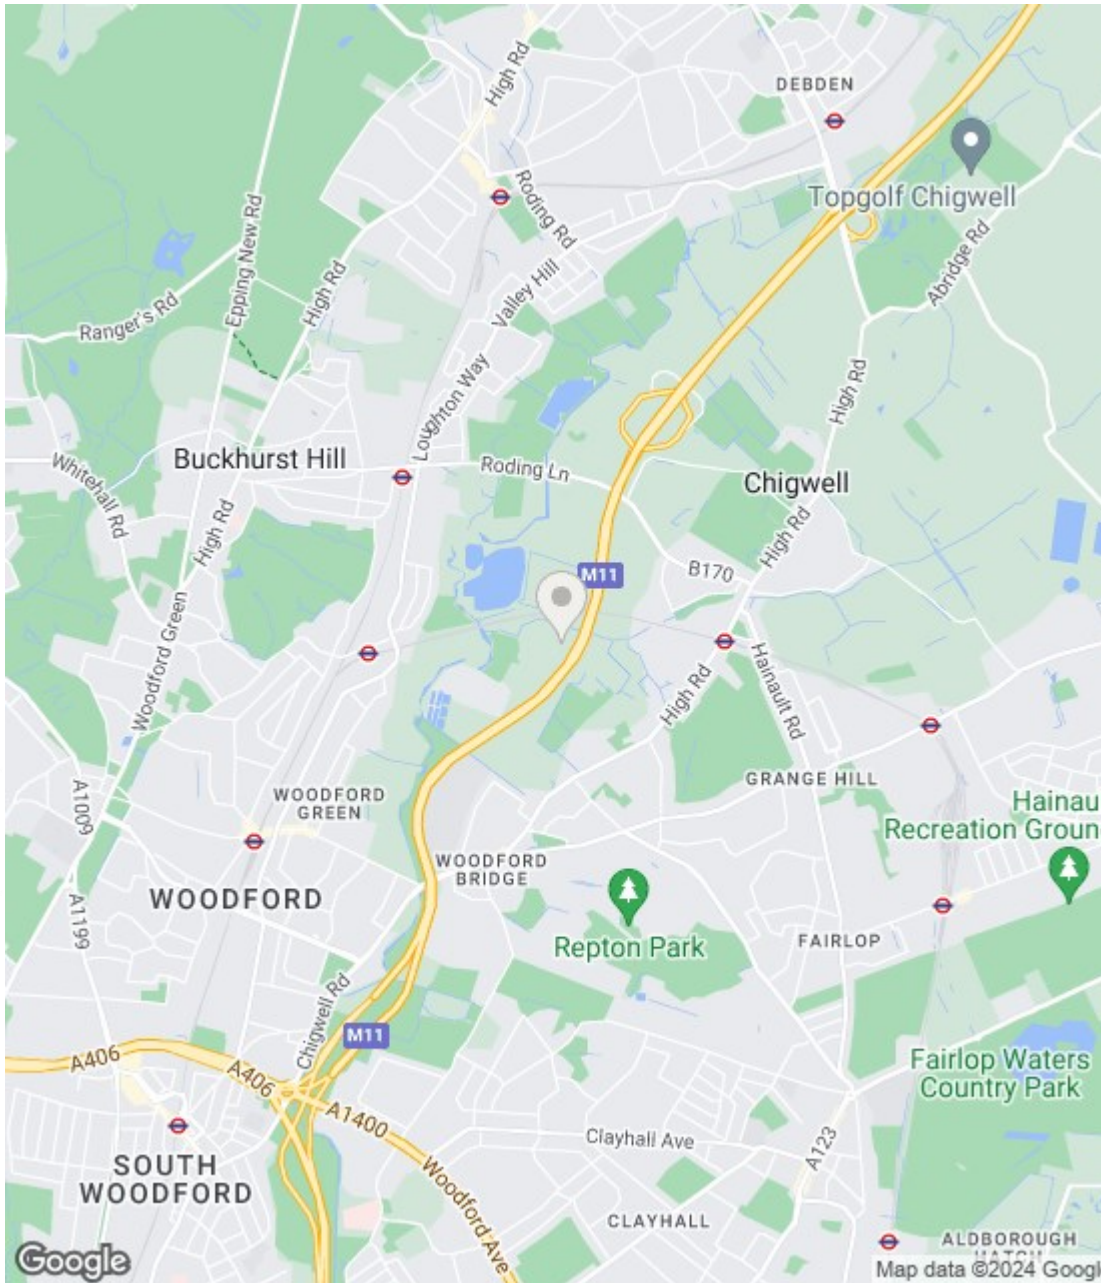 High Rd
DEBDEN
Topgolf Chigwell
Roding Rd
Epping New Rd
High Rd
Valley Hill
Abridge Rd
Ranger's Rd
Loughton Way
High Rd
Buckhurst Hill
Whitehall Rd
Roding Ln
Chigwell
High Rd
High Rd
M11
B170
Woodford Green
High Rd
Hainault Rd
GRANGE HILL
WOODFORD
GREEN
A1009
Hainau
Recreation Groun
WOODFORD
BRIDGE
WOODFORD
A1199
Repton Park
FAIRLOP
Chigwell Rd
M11
A406
A406
A1400
Fairlop Waters
Country Park
Clayhall Ave
A123
SOUTH
WOODFORD
Woodford Ave
CLAYHALL
ALDBOROUGH
HATCH
Google
Map data ©2024 Googl